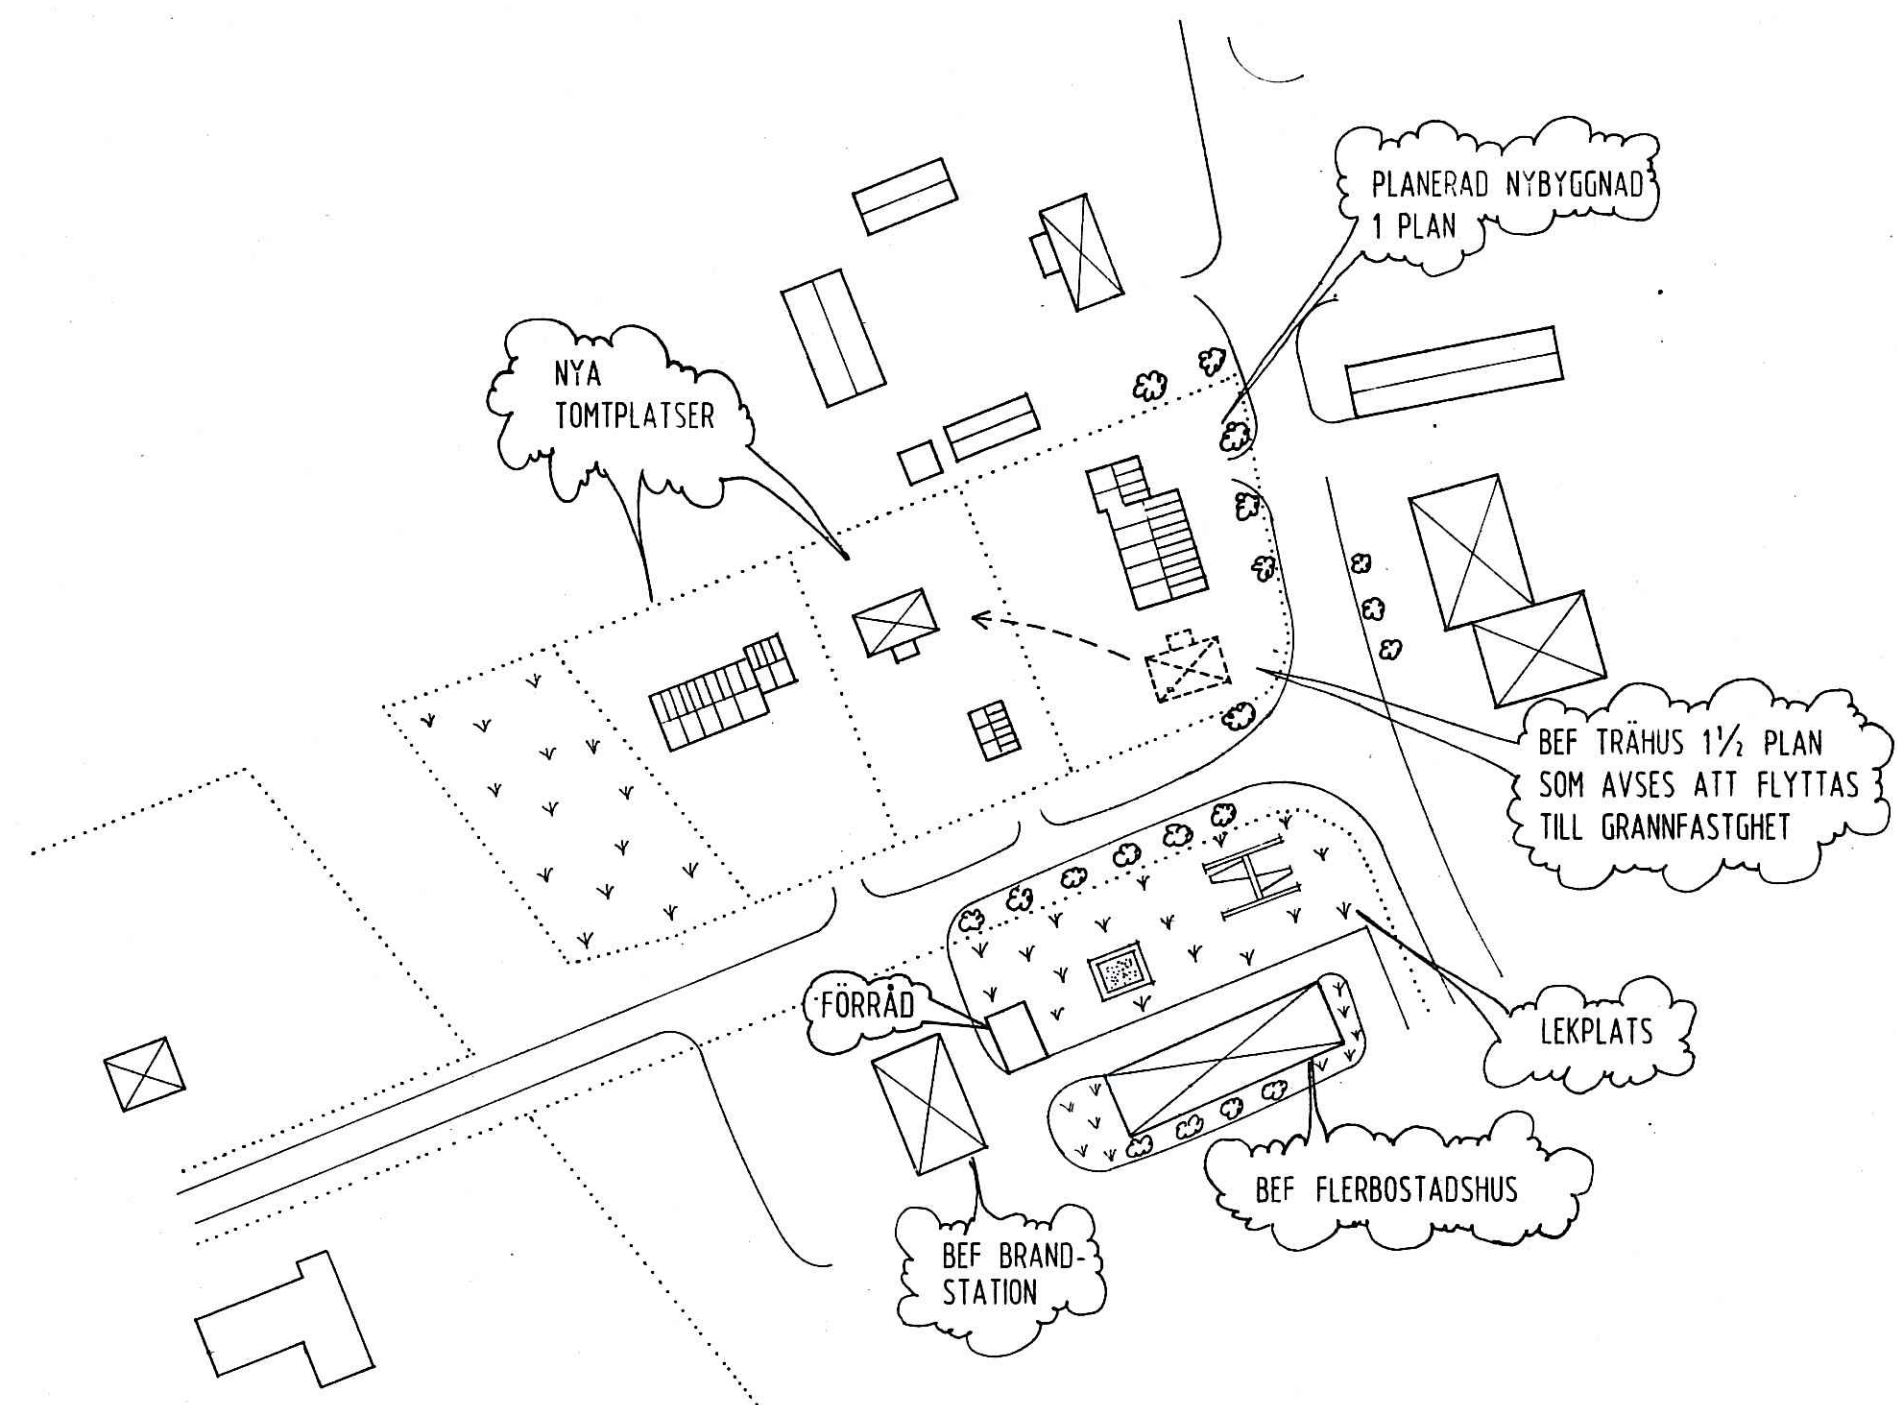 PLANERAD NYBYGGNAD
1 PLAN
NYA
TOMTPLATSER
BEF TRÄHUS 1½ PLAN
SOM AVSES ATT FLYTTAS
TILL GRANNFASTGHET
FÖRRÅD
LEKPLATS
BEF FLERBOSTADSHUS
BEF BRAND-
STATION